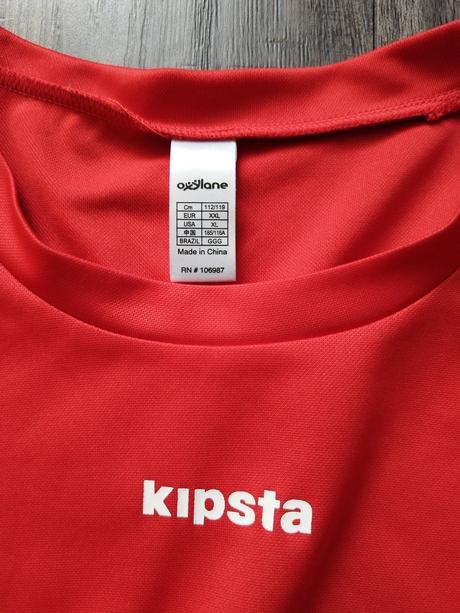 oxylane
Cm 112/119
EUR XXL
USA XL
中国 185/116A
BRAZIL GGG
Made in China
RN # 106987
kipsta